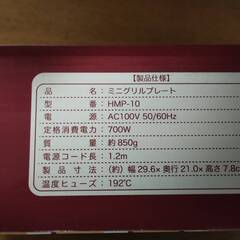 【製品仕様】
品名 ミニグリルプレート
型番 HMP-10
電源 AC100V 50/60Hz
定格消費電力 700W
質量 約850g
電源コード長 1.2m
製品寸法 (約)幅29.6×奥行21.0×高さ7.8c
温度ヒューズ 192℃